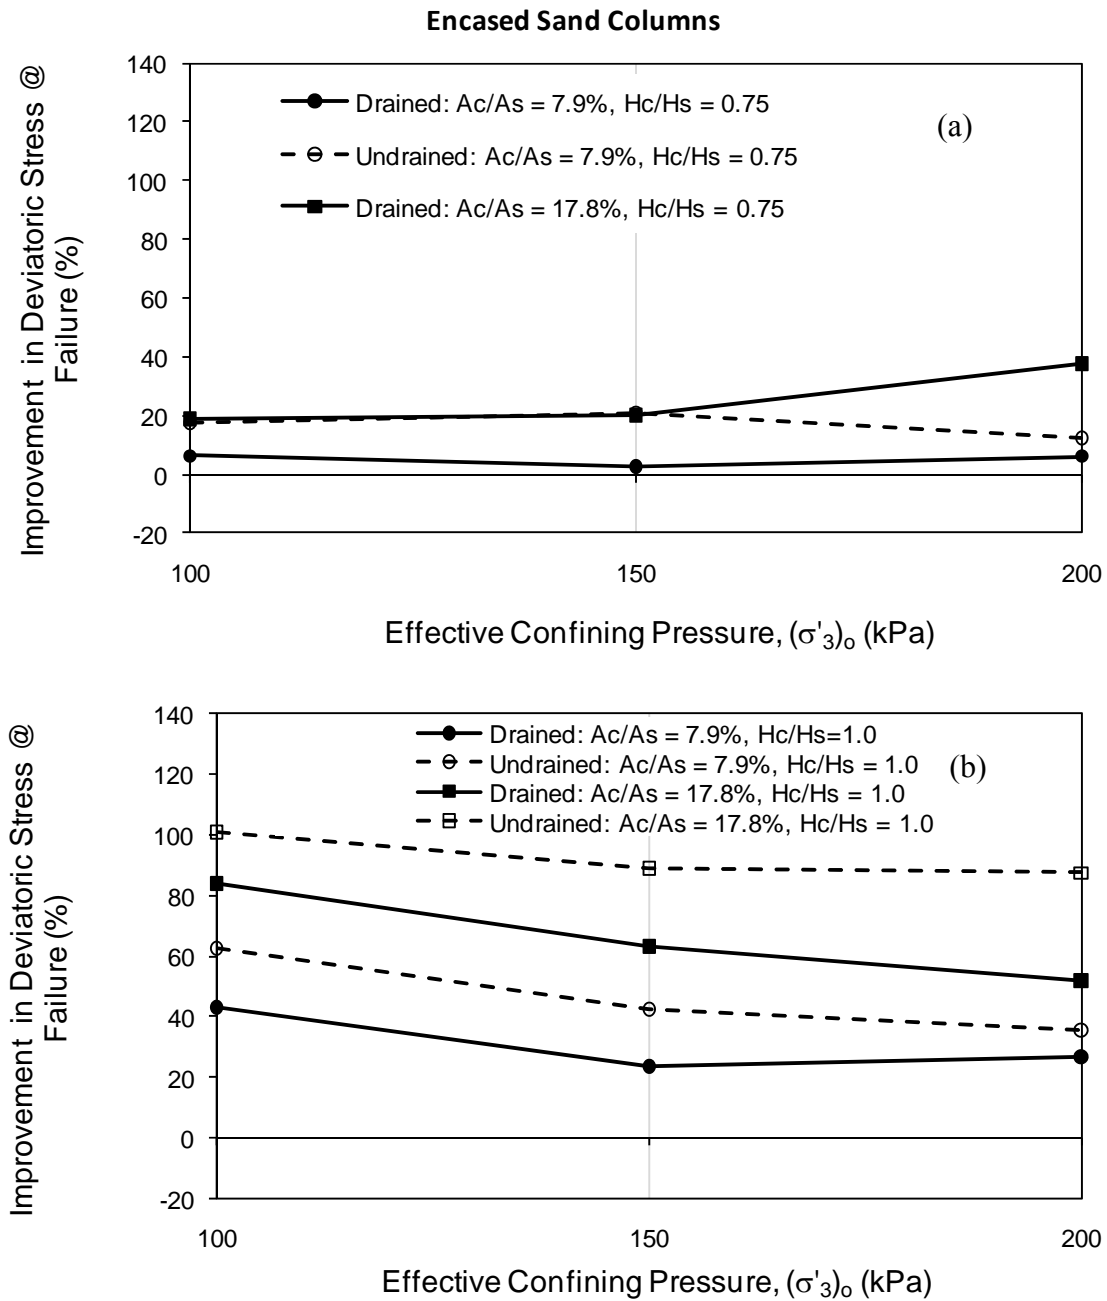 Encased Sand Columns
Improvement in Deviatoric Stress @
Failure (%)
140
120
100
80
60
40
20
0
-20
Drained: Ac/As = 7.9%, Hc/Hs = 0.75
Undrained: Ac/As = 7.9%, Hc/Hs = 0.75
Drained: Ac/As = 17.8%, Hc/Hs = 0.75
(a)
100
150
200
Effective Confining Pressure, (σ'₃)ₒ (kPa)
Improvement in Deviatoric Stress @
Failure (%)
140
120
100
80
60
40
20
0
-20
Drained: Ac/As = 7.9%, Hc/Hs=1.0
Undrained: Ac/As = 7.9%, Hc/Hs = 1.0
Drained: Ac/As = 17.8%, Hc/Hs = 1.0
Undrained: Ac/As = 17.8%, Hc/Hs = 1.0
(b)
100
150
200
Effective Confining Pressure, (σ'₃)ₒ (kPa)